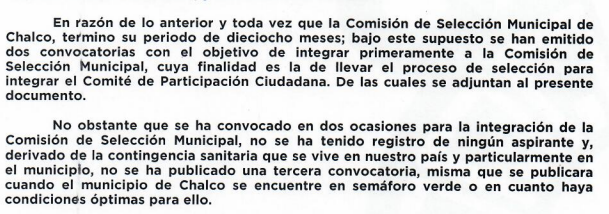 En razón de lo anterior y toda vez que la Comisión de Selección Municipal de
Chalco, termino su periodo de dieciocho meses; bajo este supuesto se han emitido
dos convocatorias con el objetivo de integrar primeramente a la Comisión de
Selección Municipal, cuya finalidad es la de llevar el proceso de selección para
integrar el Comité de Participación Ciudadana. De las cuales se adjuntan al presente
documento.
No obstante que se ha convocado en dos ocasiones para la integración de la
Comisión de Selección Municipal, no se ha tenido registro de ningún aspirante y,
derivado de la contingencia sanitaria que se vive en nuestro país y particularmente en
el municipio, no se ha publicado una tercera convocatoria, misma que se publicara
cuando el municipio de Chalco se encuentre en semáforo verde o en cuanto haya
condiciones óptimas para ello.